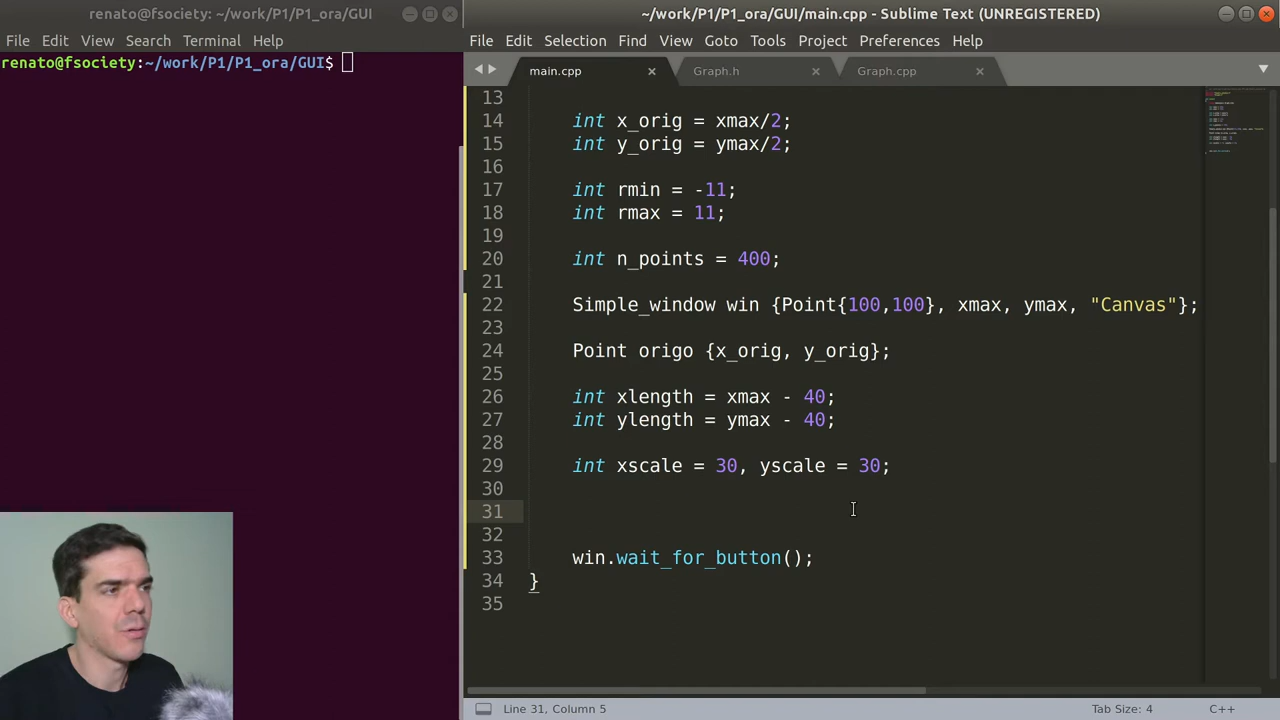 renato@fsociety: ~/work/P1/P1_ora/GUI
File Edit View Search Terminal Help
renato@fsociety:~/work/P1/P1_ora/GUI$
~/work/P1/P1_ora/GUI/main.cpp - Sublime Text (UNREGISTERED)
File Edit Selection Find View Goto Tools Project Preferences Help
main.cpp Graph.h Graph.cpp
13
14 int x_orig = xmax/2;
15 int y_orig = ymax/2;
16
17 int rmin = -11;
18 int rmax = 11;
19
20 int n_points = 400;
21
22 Simple_window win {Point{100,100}, xmax, ymax, "Canvas"};
23
24 Point origo {x_orig, y_orig};
25
26 int xlength = xmax - 40;
27 int ylength = ymax - 40;
28
29 int xscale = 30, yscale = 30;
30
31
32
33 win.wait_for_button();
34 }
35
Line 31, Column 5 Tab Size: 4 C++